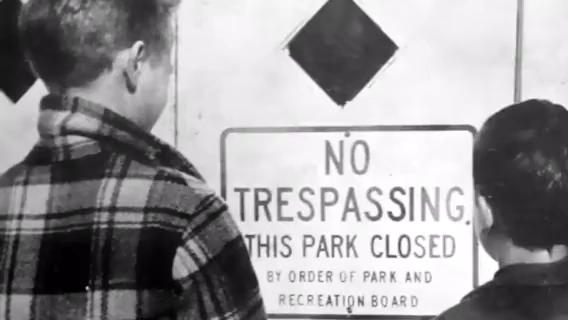 NO
TRESPASSING.
THIS PARK CLOSED
BY ORDER OF PARK AND
RECREATION BOARD